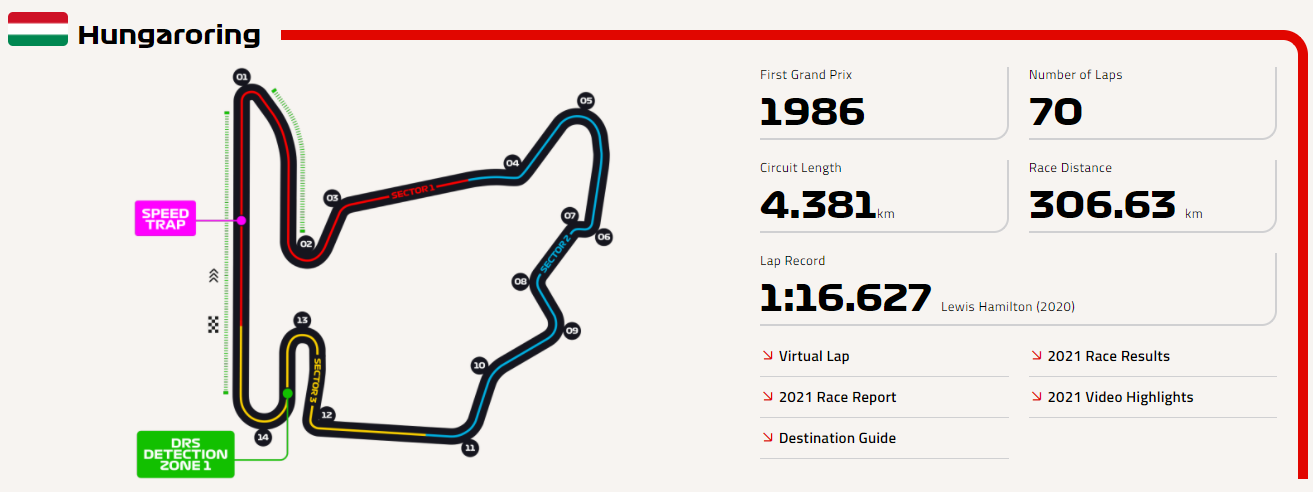 Hungaroring
01
05
04
03
SECTOR 1
SPEED
TRAP
07
02
06
SECTOR 2
08
13
09
10
SECTOR 3
12
14
11
DRS
DETECTION
ZONE 1
First Grand Prix
1986
Number of Laps
70
Circuit Length
4.381km
Race Distance
306.63 km
Lap Record
1:16.627 Lewis Hamilton (2020)
Virtual Lap
2021 Race Results
2021 Race Report
2021 Video Highlights
Destination Guide